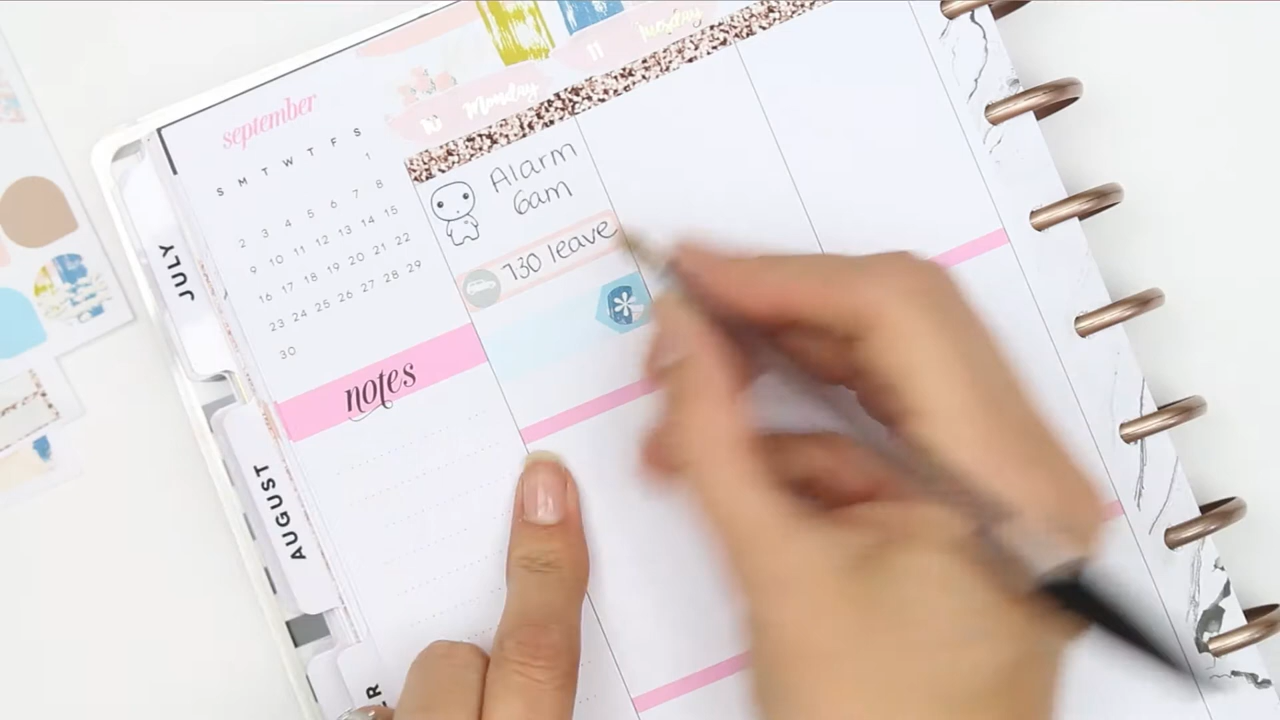 september
S M T W T F S
1
2 3 4 5 6 7 8
9 10 11 12 13 14 15
16 17 18 19 20 21 22
23 24 25 26 27 28 29
30
notes
JULY
AUGUST
ER
10 Monday
11 Tuesday
Alarm
6am
730 leave